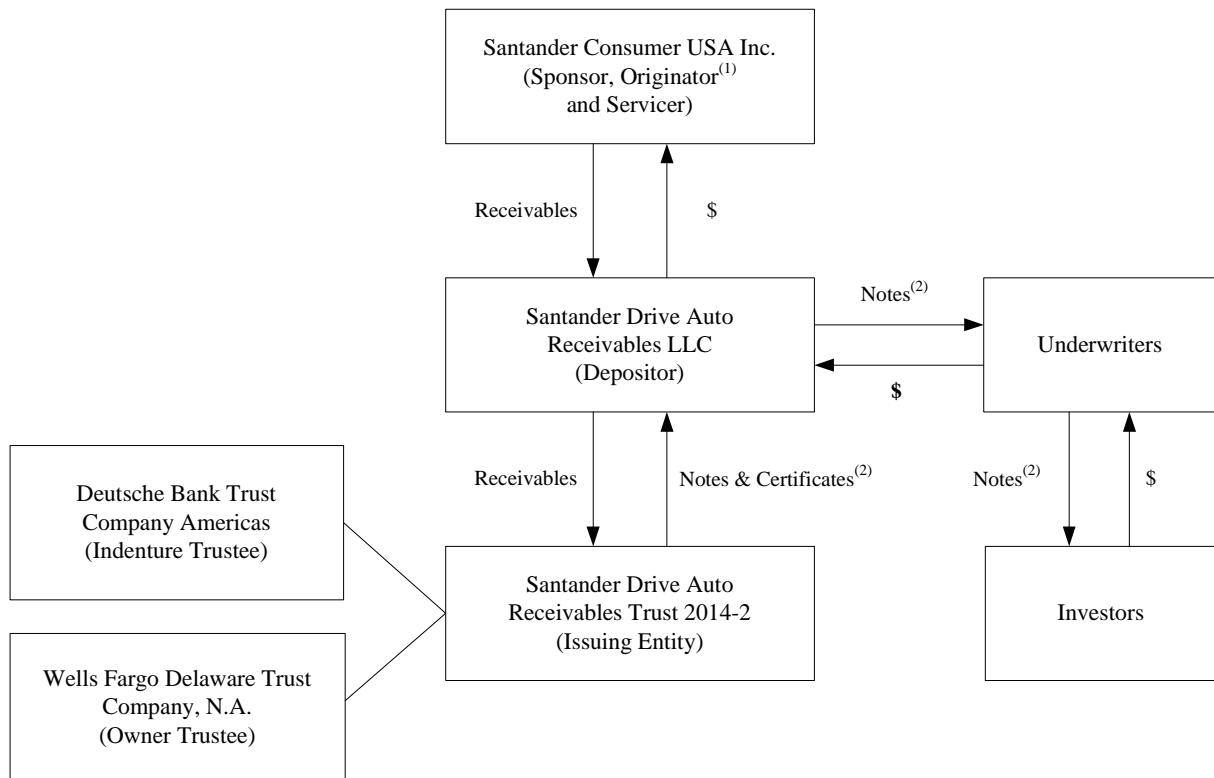 Santander Consumer USA Inc.
(Sponsor, Originator(1)
and Servicer)
Receivables
$
Santander Drive Auto
Receivables LLC
(Depositor)
Notes(2)
$
Underwriters
Receivables
Notes & Certificates(2)
Notes(2)
$
Deutsche Bank Trust
Company Americas
(Indenture Trustee)
Santander Drive Auto
Receivables Trust 2014-2
(Issuing Entity)
Investors
Wells Fargo Delaware Trust
Company, N.A.
(Owner Trustee)